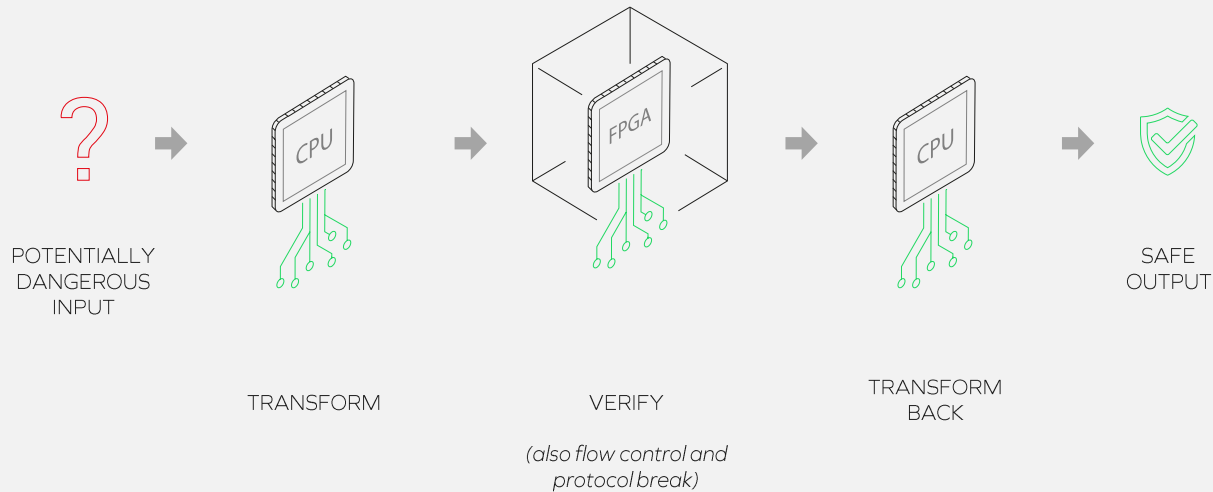 CPU
FPGA
CPU
POTENTIALLY
DANGEROUS
INPUT
SAFE
OUTPUT
TRANSFORM
VERIFY
(also flow control and
protocol break)
TRANSFORM
BACK